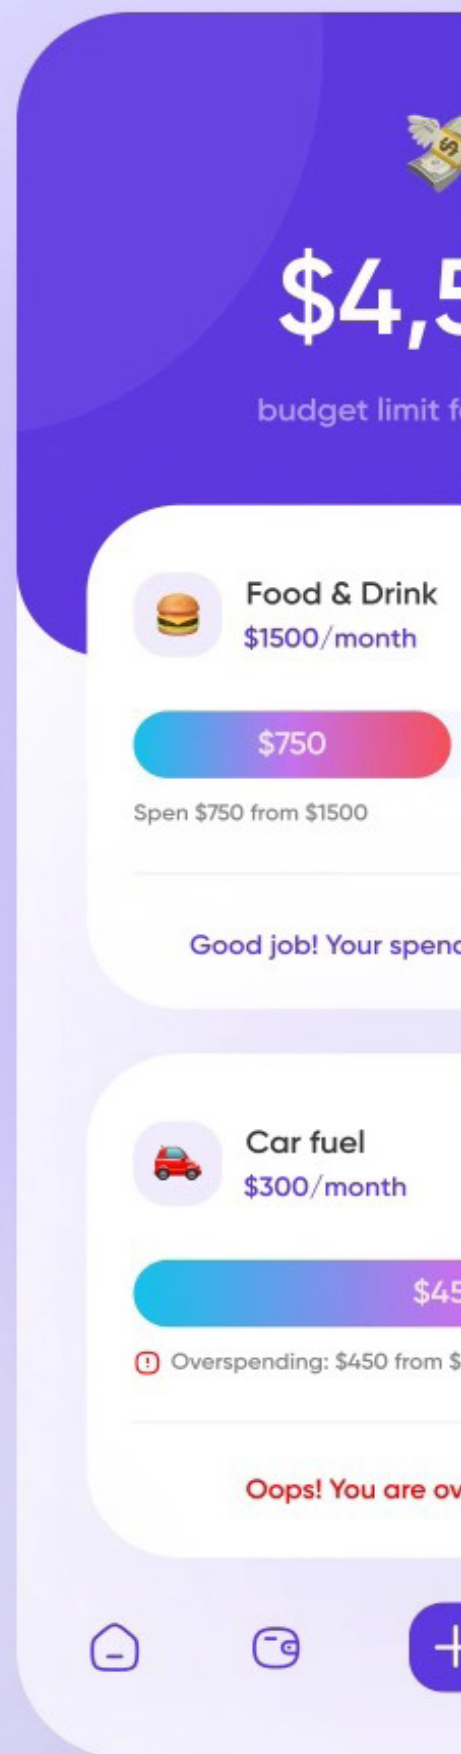 $4,5
budget limit f
Food & Drink
$1500/month
$750
Spen $750 from $1500
Good job! Your spend
Car fuel
$300/month
$45
Overspending: $450 from $
Oops! You are ov